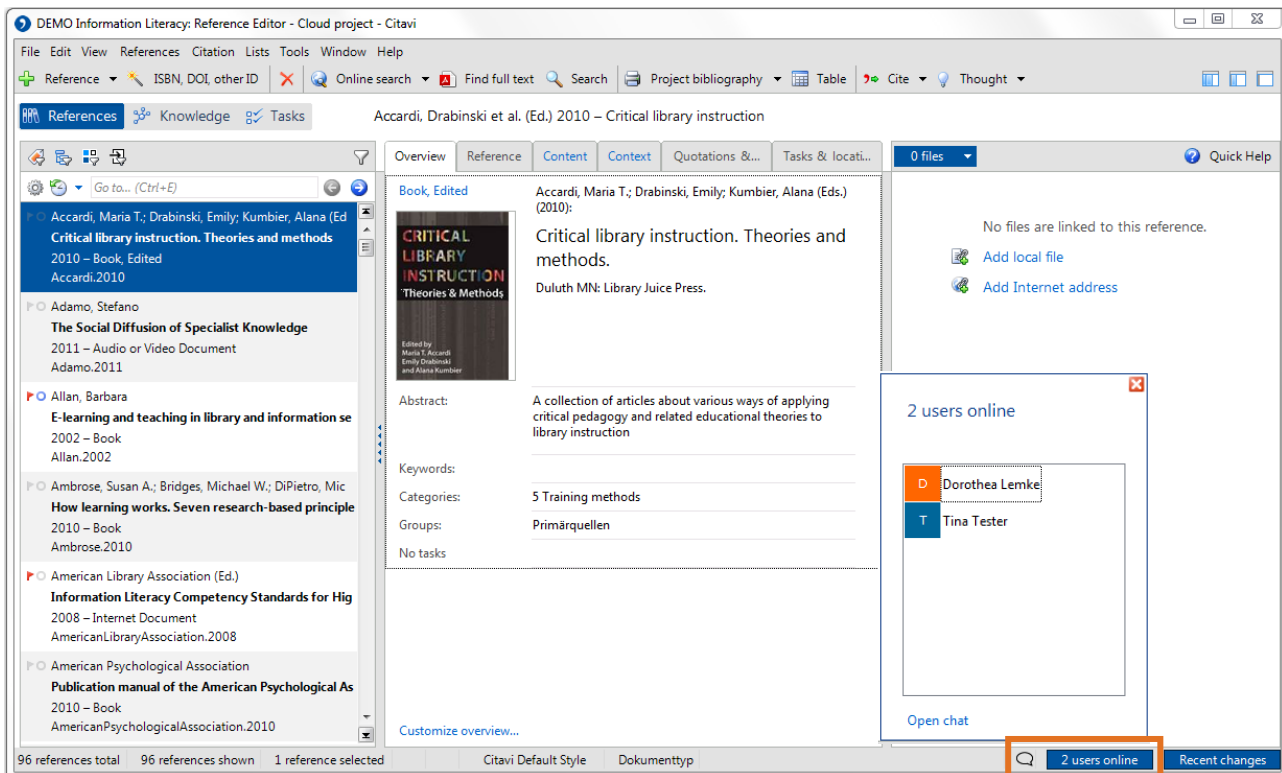 DEMO Information Literacy: Reference Editor - Cloud project - Citavi
File Edit View References Citation Lists Tools Window Help
Reference ISBN, DOI, other ID Online search Find full text Search Project bibliography Table Cite Thought
References Knowledge Tasks
Accardi, Drabinski et al. (Ed.) 2010 – Critical library instruction
Go to... (Ctrl+E)
Accardi, Maria T.; Drabinski, Emily; Kumbier, Alana (Ed
Critical library instruction. Theories and methods
2010 – Book, Edited
Accardi.2010
Adamo, Stefano
The Social Diffusion of Specialist Knowledge
2011 – Audio or Video Document
Adamo.2011
Allan, Barbara
E-learning and teaching in library and information se
2002 – Book
Allan.2002
Ambrose, Susan A.; Bridges, Michael W.; DiPietro, Mic
How learning works. Seven research-based principle
2010 – Book
Ambrose.2010
American Library Association (Ed.)
Information Literacy Competency Standards for Hig
2008 – Internet Document
AmericanLibraryAssociation.2008
American Psychological Association
Publication manual of the American Psychological As
2010 – Book
AmericanPsychologicalAssociation.2010
Overview Reference Content Context Quotations &... Tasks & locati...
Book, Edited
CRITICAL
LIBRARY
INSTRUCTION
Theories & Methods
Edited by
Maria T. Accardi
Emily Drabinski
and Alana Kumbier
Accardi, Maria T.; Drabinski, Emily; Kumbier, Alana (Eds.)
(2010):
Critical library instruction. Theories and
methods.
Duluth MN: Library Juice Press.
Abstract:
A collection of articles about various ways of applying
critical pedagogy and related educational theories to
library instruction
Keywords:
Categories: 5 Training methods
Groups: Primärquellen
No tasks
Customize overview...
0 files Quick Help
No files are linked to this reference.
Add local file
Add Internet address
2 users online
D Dorothea Lemke
T Tina Tester
Open chat
96 references total 96 references shown 1 reference selected Citavi Default Style Dokumenttyp 2 users online Recent changes